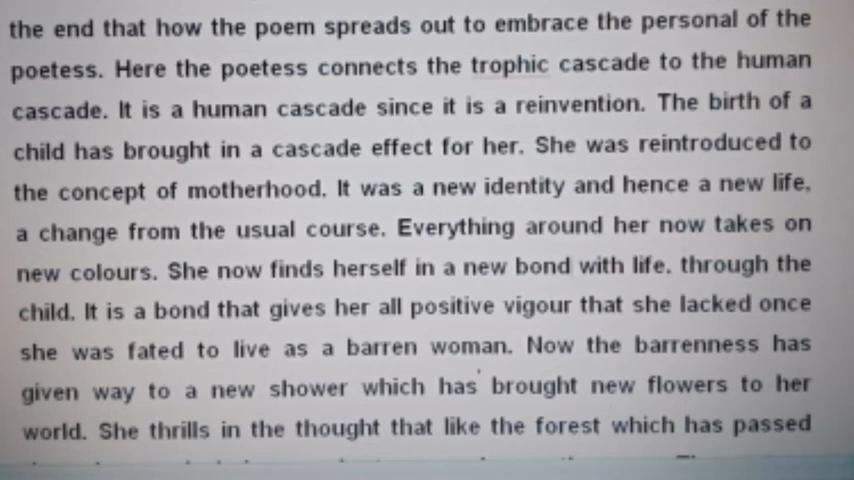 the end that how the poem spreads out to embrace the personal of the
poetess. Here the poetess connects the trophic cascade to the human
cascade. It is a human cascade since it is a reinvention. The birth of a
child has brought in a cascade effect for her. She was reintroduced to
the concept of motherhood. It was a new identity and hence a new life,
a change from the usual course. Everything around her now takes on
new colours. She now finds herself in a new bond with life, through the
child. It is a bond that gives her all positive vigour that she lacked once
she was fated to live as a barren woman. Now the barrenness has
given way to a new shower which has brought new flowers to her
world. She thrills in the thought that like the forest which has passed